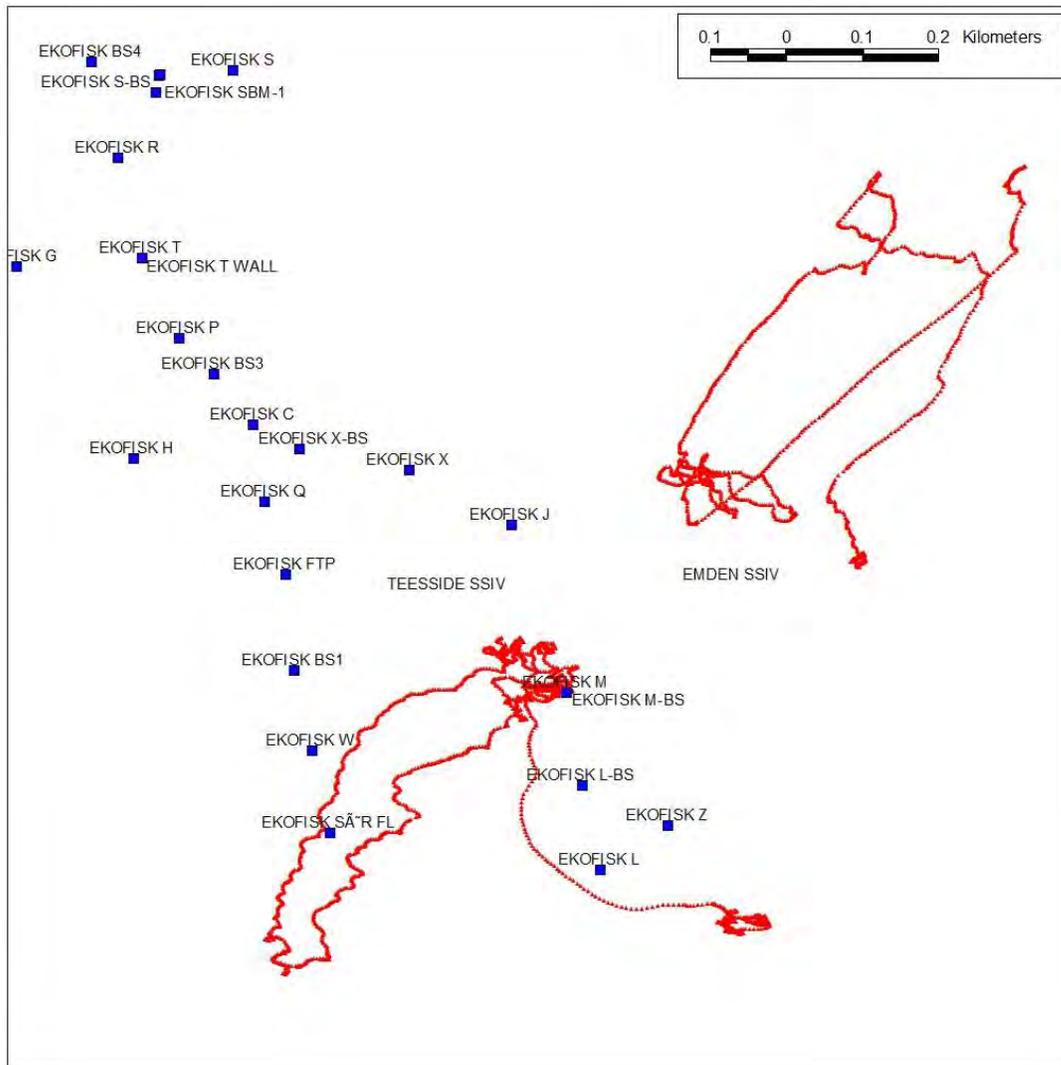 0.1 0 0.1 0.2 Kilometers
EKOFISK BS4
EKOFISK S
EKOFISK S-BS
EKOFISK SBM-1
EKOFISK R
FISK G
EKOFISK T
EKOFISK T WALL
EKOFISK P
EKOFISK BS3
EKOFISK C
EKOFISK X-BS
EKOFISK H
EKOFISK X
EKOFISK Q
EKOFISK J
EKOFISK FTP
TEESSIDE SSIV
EMDEN SSIV
EKOFISK BS1
EKOFISK M
EKOFISK M-BS
EKOFISK W
EKOFISK L-BS
EKOFISK Z
EKOFISK SÃ˜R FL
EKOFISK L